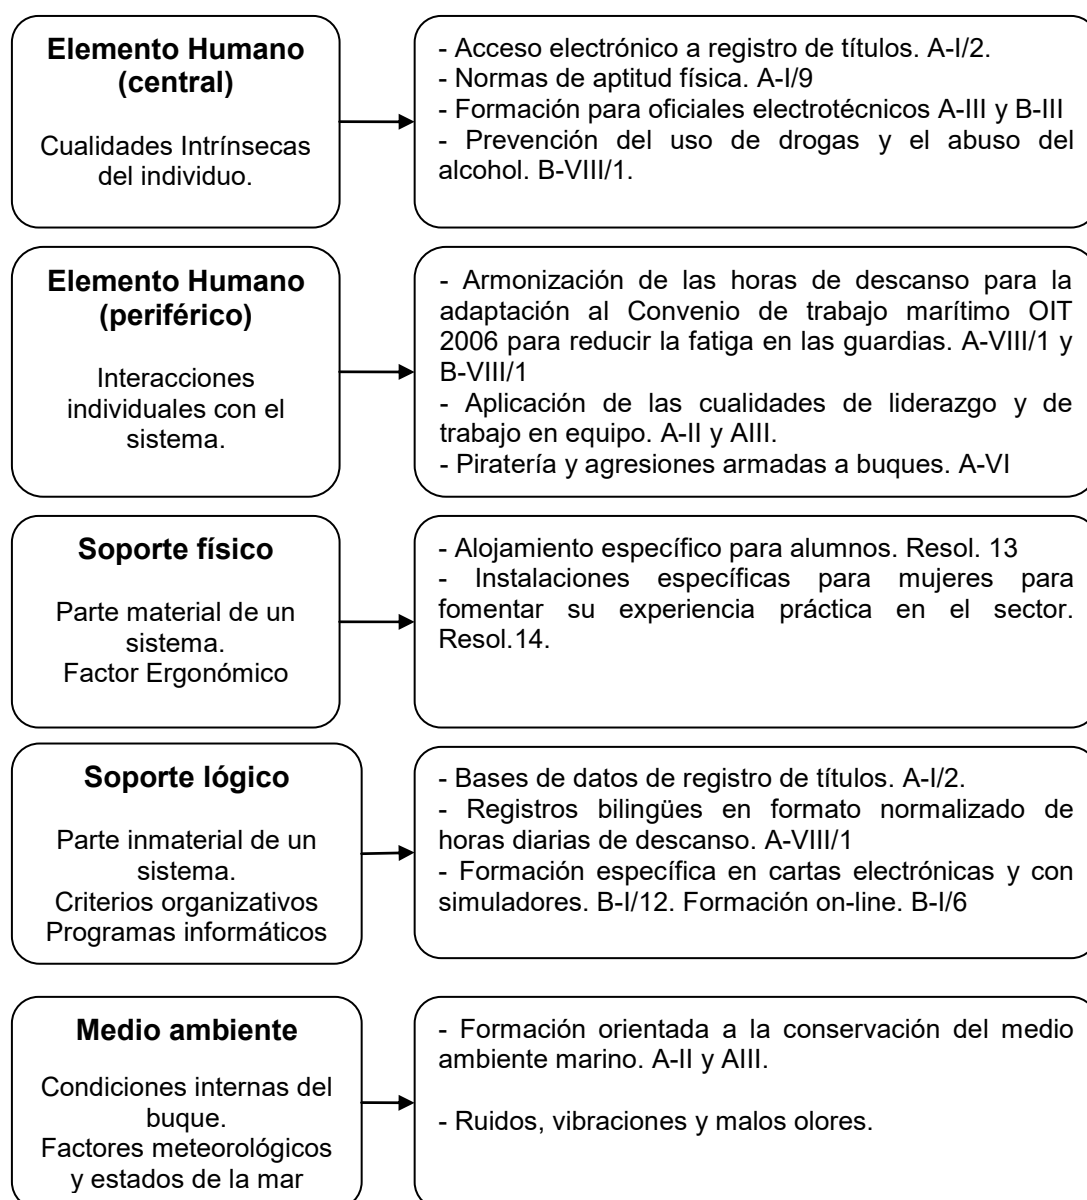 Elemento Humano
(central)
Cualidades Intrínsecas
del individuo.
- Acceso electrónico a registro de títulos. A-I/2.
- Normas de aptitud física. A-I/9
- Formación para oficiales electrotécnicos A-III y B-III
- Prevención del uso de drogas y el abuso del
alcohol. B-VIII/1.
Elemento Humano
(periférico)
Interacciones
individuales con el
sistema.
- Armonización de las horas de descanso para la
adaptación al Convenio de trabajo marítimo OIT
2006 para reducir la fatiga en las guardias. A-VIII/1 y
B-VIII/1
- Aplicación de las cualidades de liderazgo y de
trabajo en equipo. A-II y AIII.
- Piratería y agresiones armadas a buques. A-VI
Soporte físico
Parte material de un
sistema.
Factor Ergonómico
- Alojamiento específico para alumnos. Resol. 13
- Instalaciones específicas para mujeres para
fomentar su experiencia práctica en el sector.
Resol.14.
Soporte lógico
Parte inmaterial de un
sistema.
Criterios organizativos
Programas informáticos
- Bases de datos de registro de títulos. A-I/2.
- Registros bilingües en formato normalizado de
horas diarias de descanso. A-VIII/1
- Formación específica en cartas electrónicas y con
simuladores. B-I/12. Formación on-line. B-I/6
Medio ambiente
Condiciones internas del
buque.
Factores meteorológicos
y estados de la mar
- Formación orientada a la conservación del medio
ambiente marino. A-II y AIII.
- Ruidos, vibraciones y malos olores.